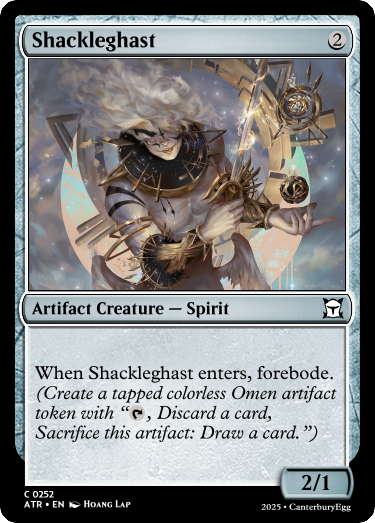 Shackleghast 2
Artifact Creature — Spirit
When Shackleghast enters, forebode.
(Create a tapped colorless Omen artifact
token with “, Discard a card,
Sacrifice this artifact: Draw a card.”)
2/1
C 0252
ATR • EN Hoang Lap
2025 • CanterburyEgg